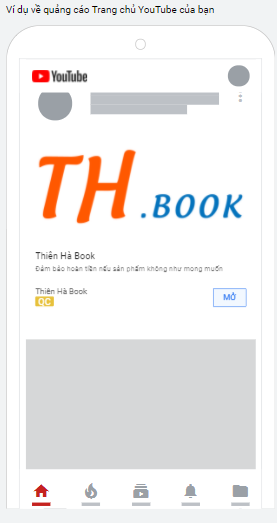 Ví dụ về quảng cáo Trang chủ YouTube của bạn
YouTube
TH.BOOK
Thiên Hà Book
Đảm bảo hoàn tiền nếu sản phẩm không như mong muốn
Thiên Hà Book
QC
MỞ